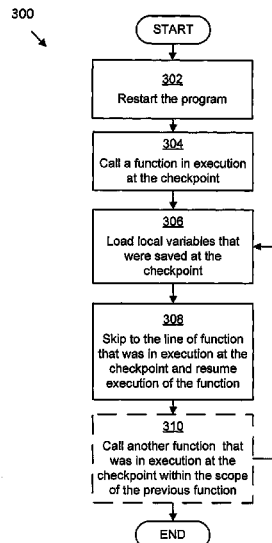 300
START
302
Restart the program
304
Call a function in execution
at the checkpoint
306
Load local variables that
were saved at the
checkpoint
308
Skip to the line of function
that was in execution at the
checkpoint and resume
execution of the function
310
Call another function that
was in execution at the
checkpoint within the scope
of the previous function
END